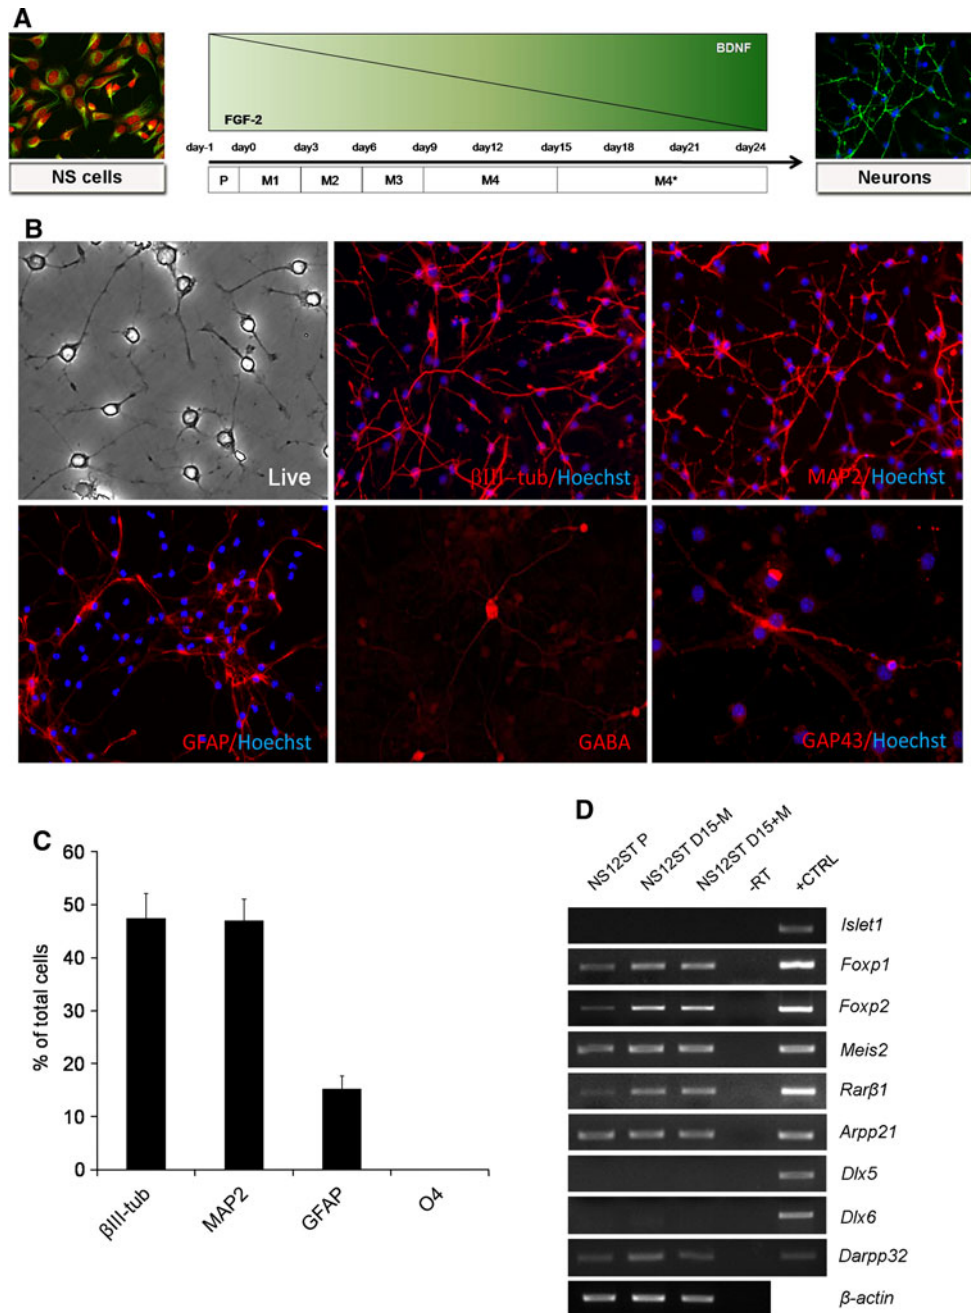 A
BDNF
FGF-2
day-1 day0 day3 day6 day9 day12 day15 day18 day21 day24
P M1 M2 M3 M4 M4*
NS cells
Neurons
B
Live
βIII-tub/Hoechst
MAP2/Hoechst
GFAP/Hoechst
GABA
GAP43/Hoechst
C
% of total cells
60
50
40
30
20
10
0
βIII-tub
MAP2
GFAP
O4
D
NS12ST P
NS12ST D15-M
NS12ST D15+M
-RT
+CTRL
Islet1
Foxp1
Foxp2
Meis2
Rarβ1
Arpp21
Dlx5
Dlx6
Darpp32
β-actin